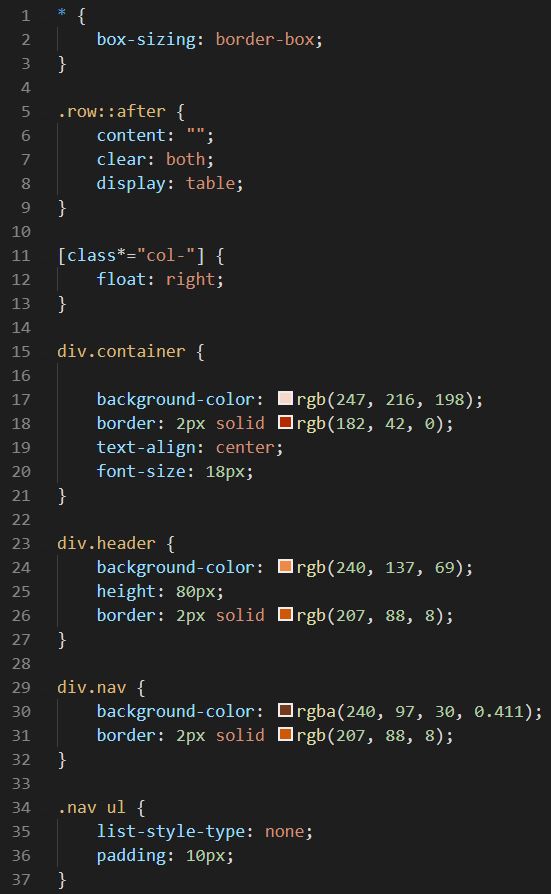 1 * {
2     box-sizing: border-box;
3 }
4
5 .row::after {
6     content: "";
7     clear: both;
8     display: table;
9 }
10
11 [class*="col-"] {
12     float: right;
13 }
14
15 div.container {
16
17     background-color: rgb(247, 216, 198);
18     border: 2px solid rgb(182, 42, 0);
19     text-align: center;
20     font-size: 18px;
21 }
22
23 div.header {
24     background-color: rgb(240, 137, 69);
25     height: 80px;
26     border: 2px solid rgb(207, 88, 8);
27 }
28
29 div.nav {
30     background-color: rgba(240, 97, 30, 0.411);
31     border: 2px solid rgb(207, 88, 8);
32 }
33
34 .nav ul {
35     list-style-type: none;
36     padding: 10px;
37 }